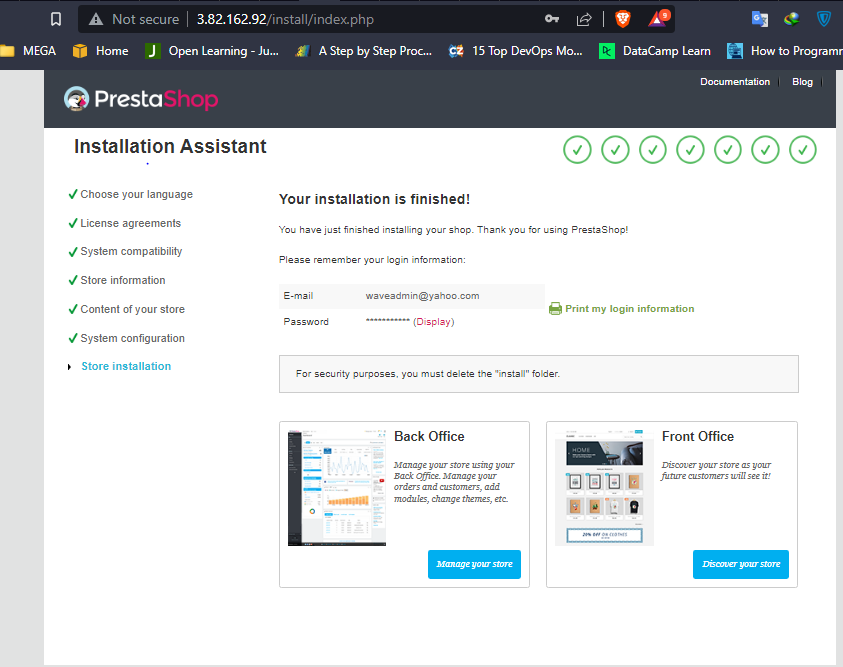 Not secure 3.82.162.92/install/index.php 9
MEGA Home Open Learning - Ju... A Step by Step Proc... 15 Top DevOps Mo... DataCamp Learn How to Programm
Documentation Blog
PrestaShop
Installation Assistant
Choose your language
License agreements
System compatibility
Store information
Content of your store
System configuration
Store installation
Your installation is finished!
You have just finished installing your shop. Thank you for using PrestaShop!
Please remember your login information:
E-mail waveadmin@yahoo.com
Password *********** (Display)
Print my login information
For security purposes, you must delete the "install" folder.
Back Office
Manage your store using your
Back Office. Manage your
orders and customers, add
modules, change themes, etc.
Manage your store
Front Office
Discover your store as your
future customers will see it!
HOME
20% OFF ON CLOTHES
Discover your store